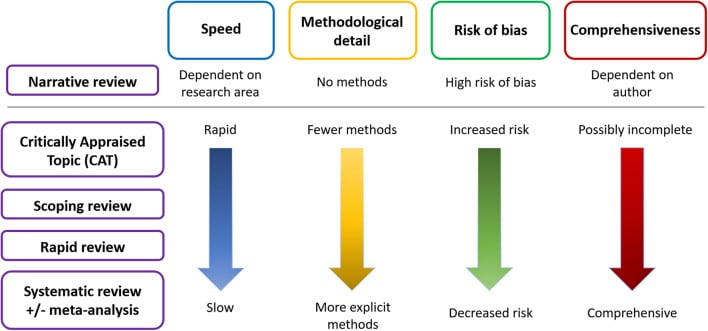 Speed
Methodological
detail
Risk of bias
Comprehensiveness
Narrative review
Dependent on
research area
No methods
High risk of bias
Dependent on
author
Critically Appraised
Topic (CAT)
Rapid
Fewer methods
Increased risk
Possibly incomplete
Scoping review
Rapid review
Systematic review
+/- meta-analysis
Slow
More explicit
methods
Decreased risk
Comprehensive